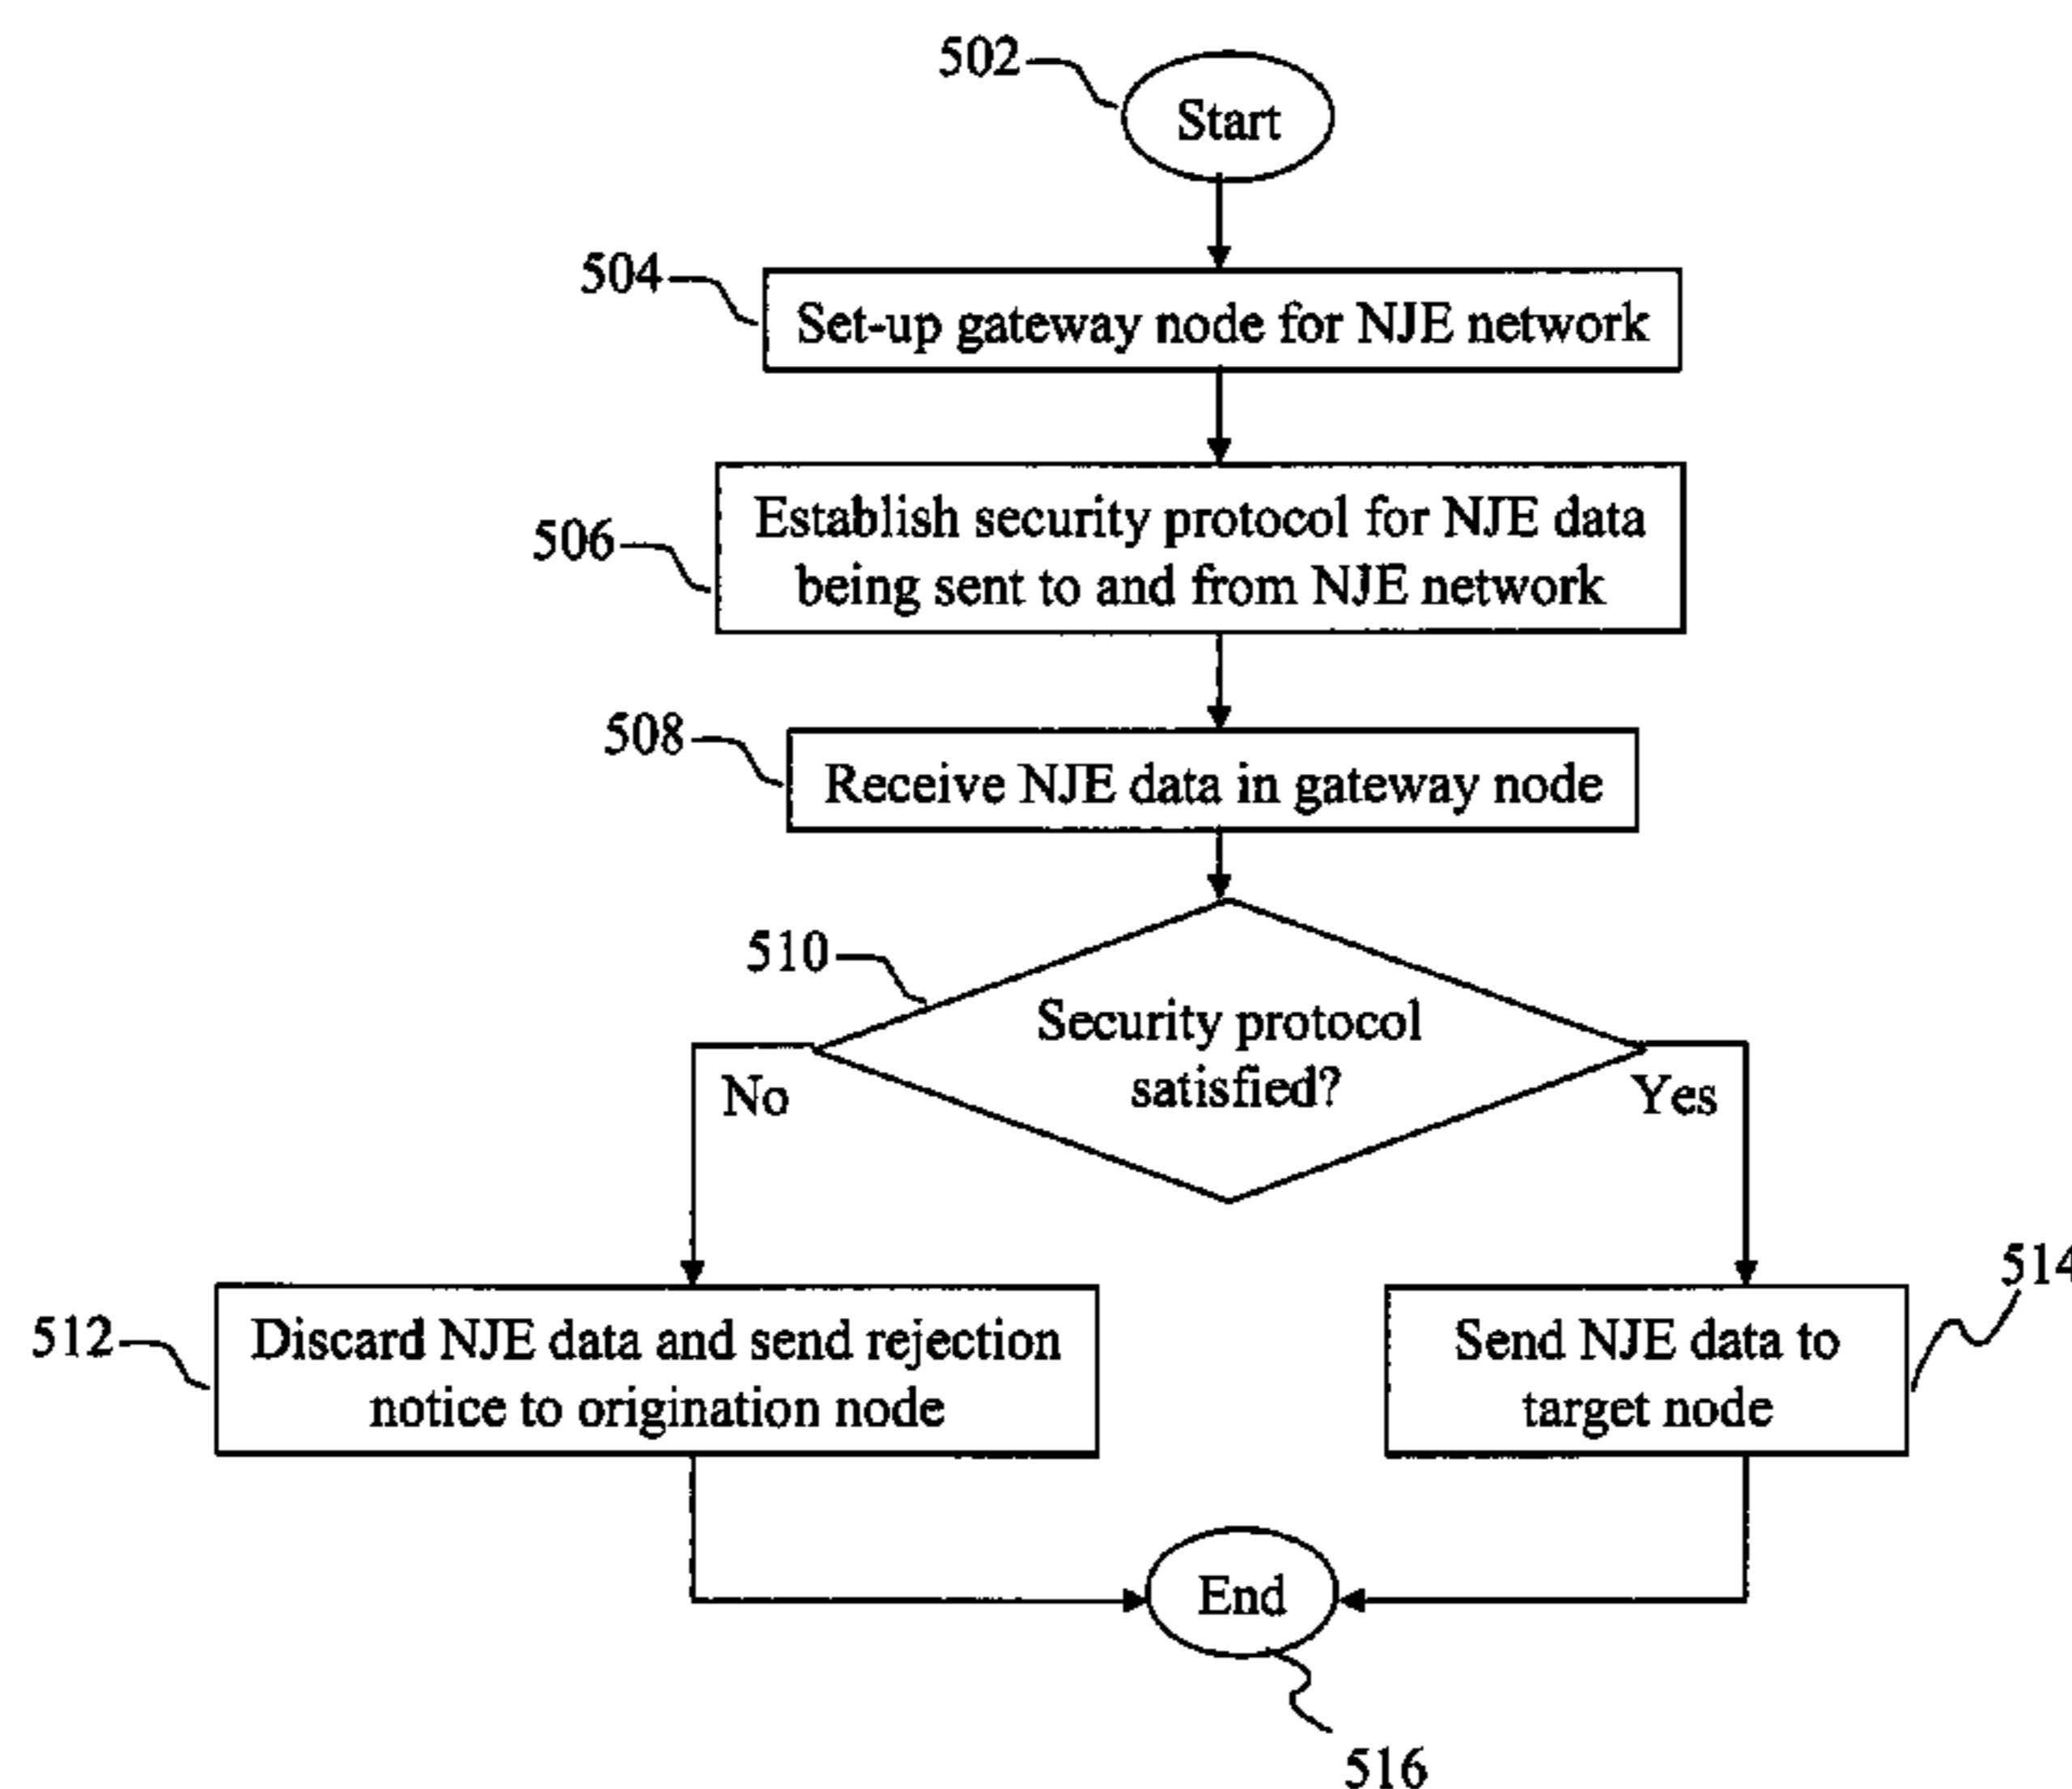 502
Start
504
Set-up gateway node for NJE network
506
Establish security protocol for NJE data
being sent to and from NJE network
508
Receive NJE data in gateway node
510
Security protocol
satisfied?
No
Yes
512
Discard NJE data and send rejection
notice to origination node
514
Send NJE data to
target node
End
516